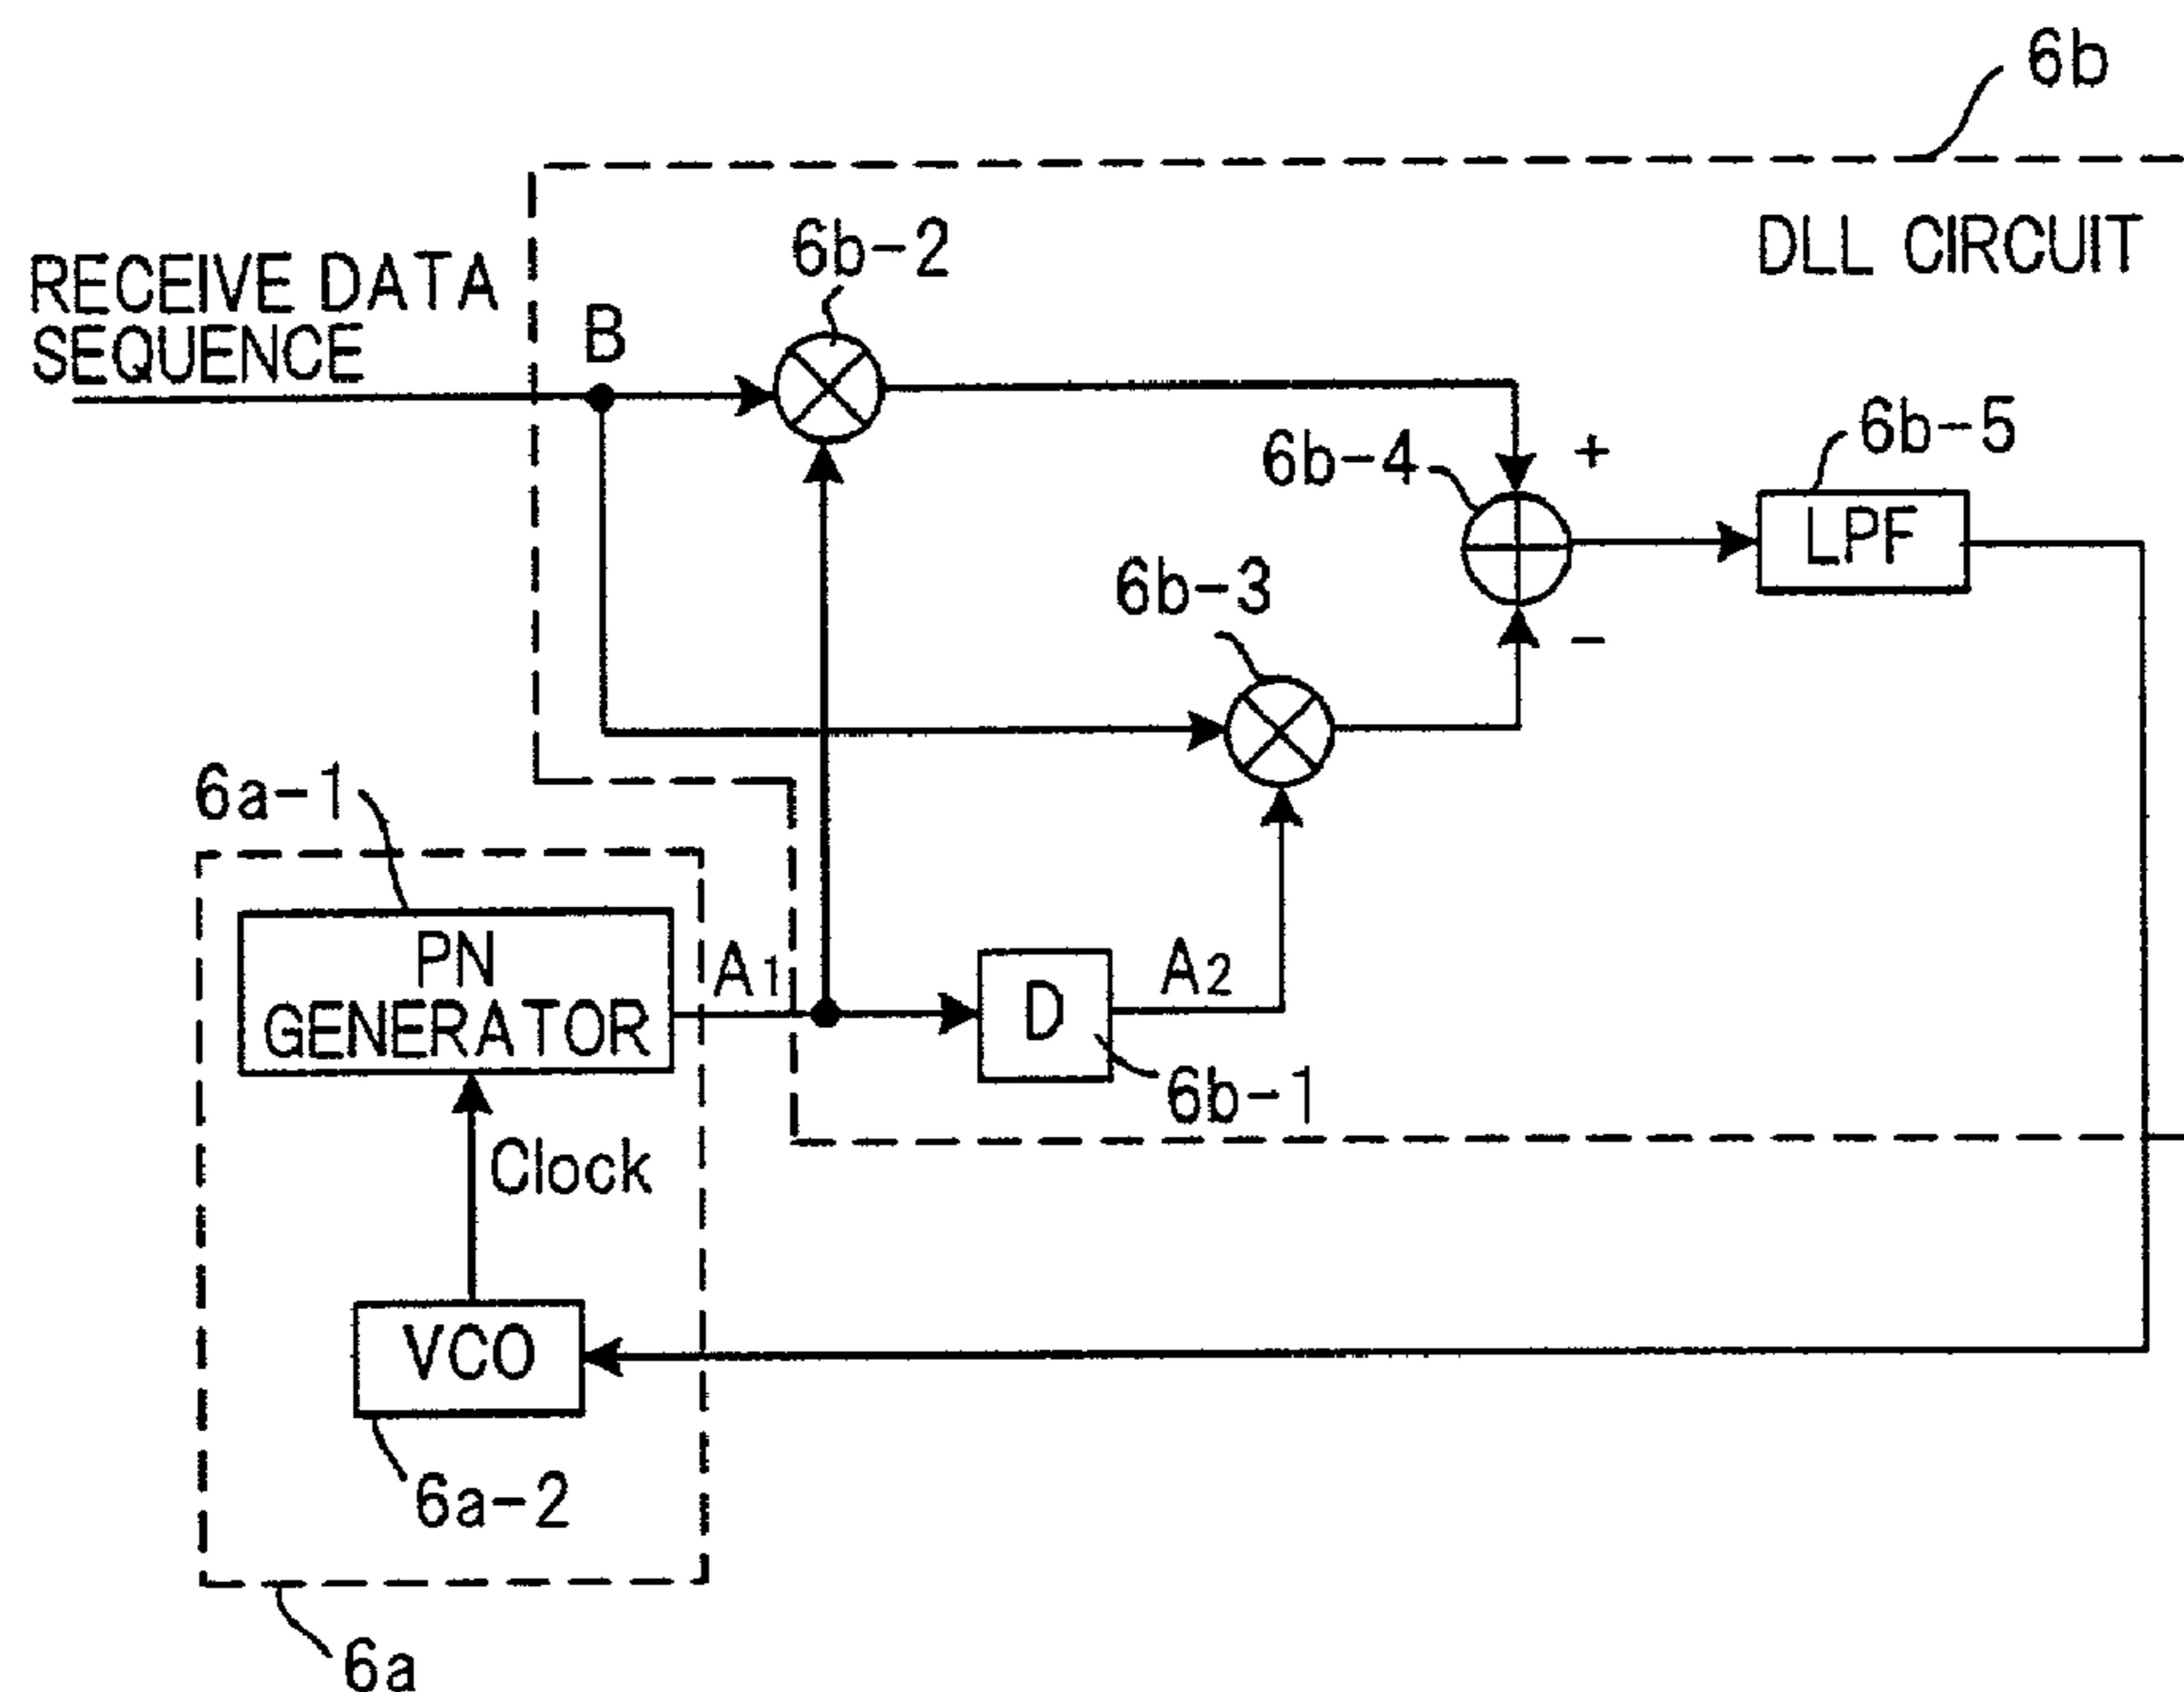 6b
DLL CIRCUIT
RECEIVE DATA
SEQUENCE
B
6b-2
6b-4
+
6b-5
LPF
6b-3
-
6a-1
PN
GENERATOR
A1
D
A2
6b-1
Clock
VCO
6a-2
6a